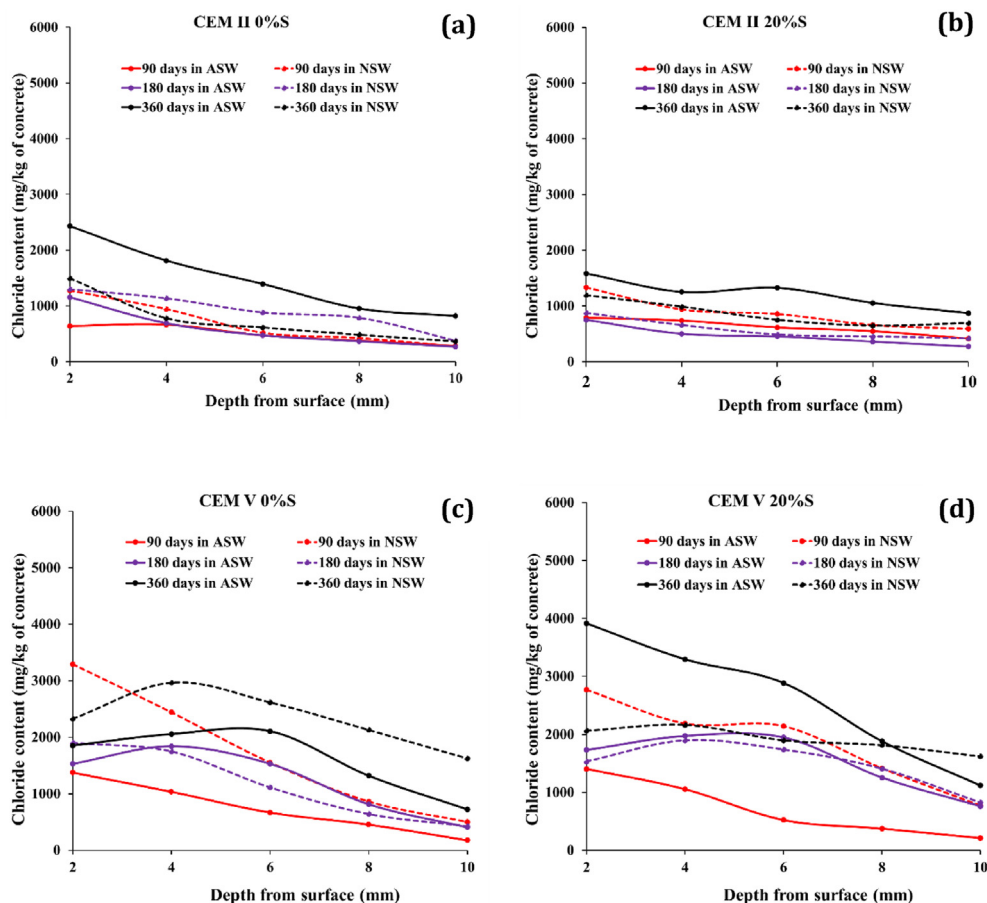 CEM II 0%S
(a)
90 days in ASW 90 days in NSW
180 days in ASW 180 days in NSW
360 days in ASW 360 days in NSW
Chloride content (mg/kg of concrete)
6000
5000
4000
3000
2000
1000
0
2 4 6 8 10
Depth from surface (mm)
CEM II 20%S
(b)
90 days in ASW 90 days in NSW
180 days in ASW 180 days in NSW
360 days in ASW 360 days in NSW
Chloride content (mg/kg of concrete)
6000
5000
4000
3000
2000
1000
0
2 4 6 8 10
Depth from surface (mm)
CEM V 0%S
(c)
90 days in ASW 90 days in NSW
180 days in ASW 180 days in NSW
360 days in ASW 360 days in NSW
Chloride content (mg/kg of concrete)
6000
5000
4000
3000
2000
1000
0
2 4 6 8 10
Depth from surface (mm)
CEM V 20%S
(d)
90 days in ASW 90 days in NSW
180 days in ASW 180 days in NSW
360 days in ASW 360 days in NSW
Chloride content (mg/kg of concrete)
6000
5000
4000
3000
2000
1000
0
2 4 6 8 10
Depth from surface (mm)